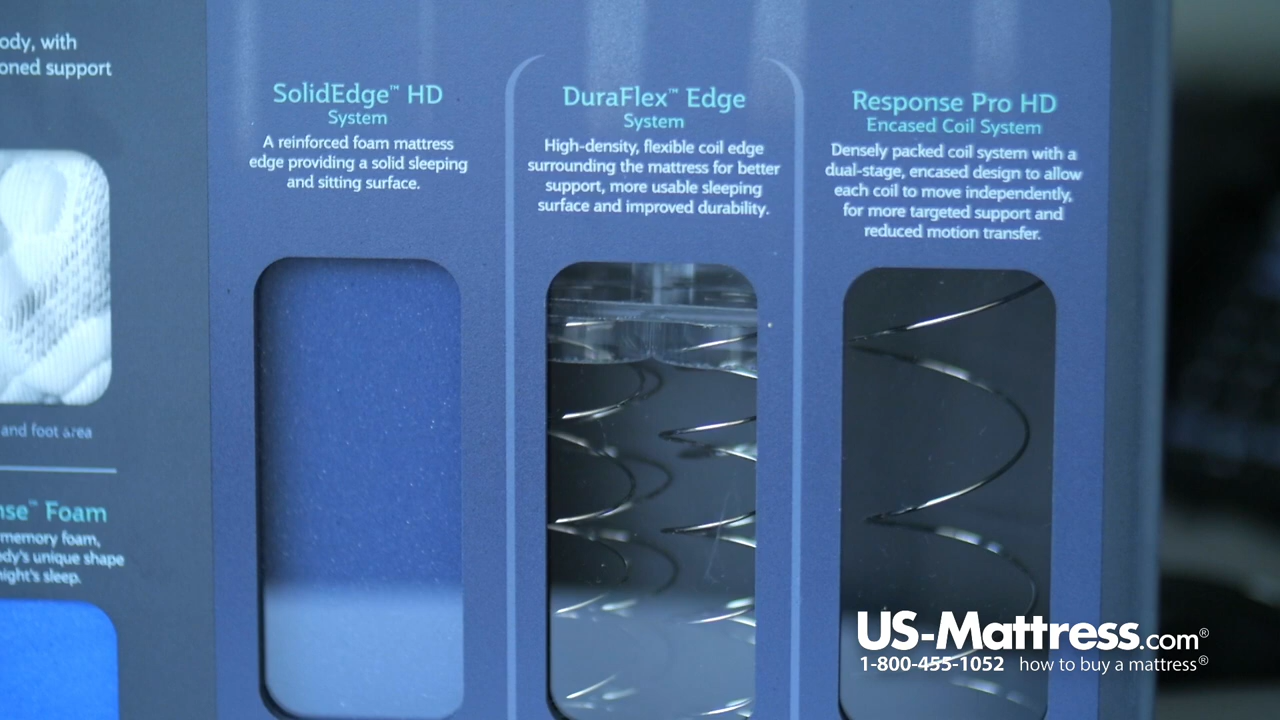 ody, with
oned support
and foot area
nse™ Foam
memory foam,
ody's unique shape
night's sleep.
SolidEdge™ HD
System
A reinforced foam mattress
edge providing a solid sleeping
and sitting surface.
DuraFlex™ Edge
System
High-density, flexible coil edge
surrounding the mattress for better
support, more usable sleeping
surface and improved durability.
Response Pro HD
Encased Coil System
Densely packed coil system with a
dual-stage, encased design to allow
each coil to move independently,
for more targeted support and
reduced motion transfer.
US-Mattress.com®
1-800-455-1052 how to buy a mattress®